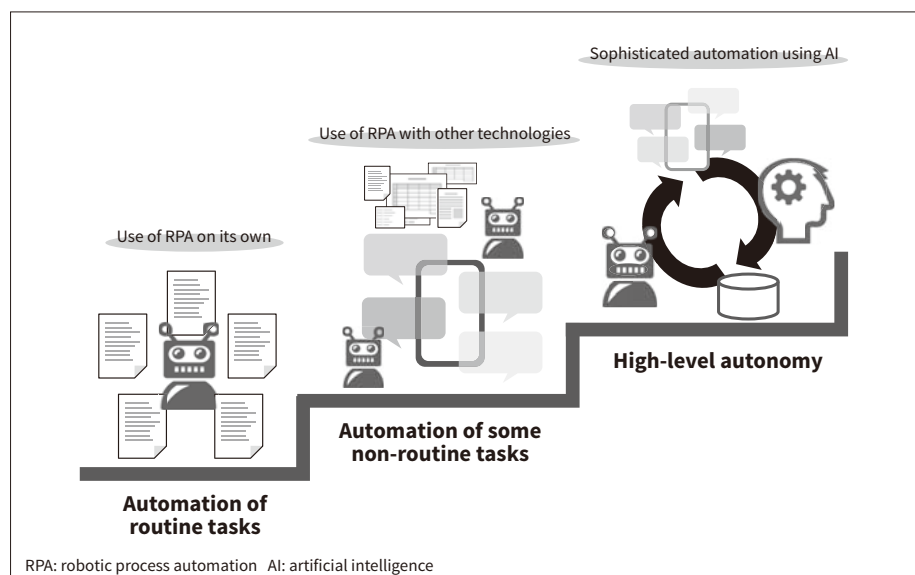 Sophisticated automation using AI
Use of RPA with other technologies
Use of RPA on its own
High-level autonomy
Automation of some
non-routine tasks
Automation of
routine tasks
RPA: robotic process automation AI: artificial intelligence